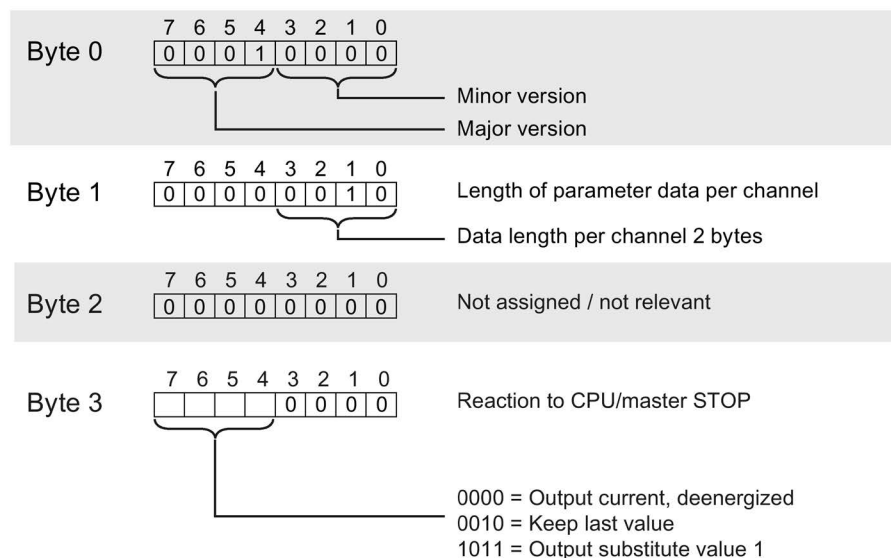 7 6 5 4 3 2 1 0
Byte 0 0 0 0 1 0 0 0 0
Minor version
Major version
7 6 5 4 3 2 1 0
Byte 1 0 0 0 0 0 0 1 0 Length of parameter data per channel
Data length per channel 2 bytes
7 6 5 4 3 2 1 0
Byte 2 0 0 0 0 0 0 0 0 Not assigned / not relevant
7 6 5 4 3 2 1 0
Byte 3 0 0 0 0 Reaction to CPU/master STOP
0000 = Output current, deenergized
0010 = Keep last value
1011 = Output substitute value 1